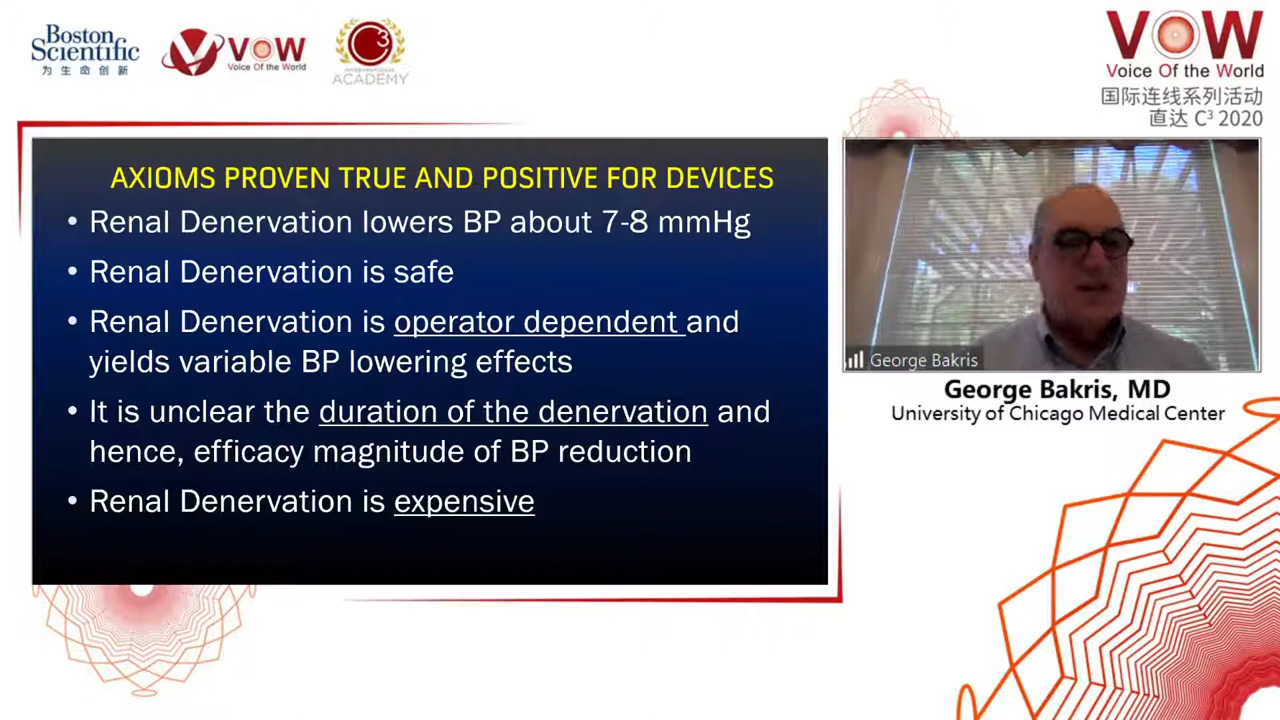 Boston
Scientific
为生命创新
VOW
Voice Of the World
C3
ACADEMY
VOW
Voice Of the World
国际连线系列活动
直达 C³ 2020
AXIOMS PROVEN TRUE AND POSITIVE FOR DEVICES
• Renal Denervation lowers BP about 7-8 mmHg
• Renal Denervation is safe
• Renal Denervation is operator dependent and
yields variable BP lowering effects
• It is unclear the duration of the denervation and
hence, efficacy magnitude of BP reduction
• Renal Denervation is expensive
George Bakris
George Bakris, MD
University of Chicago Medical Center